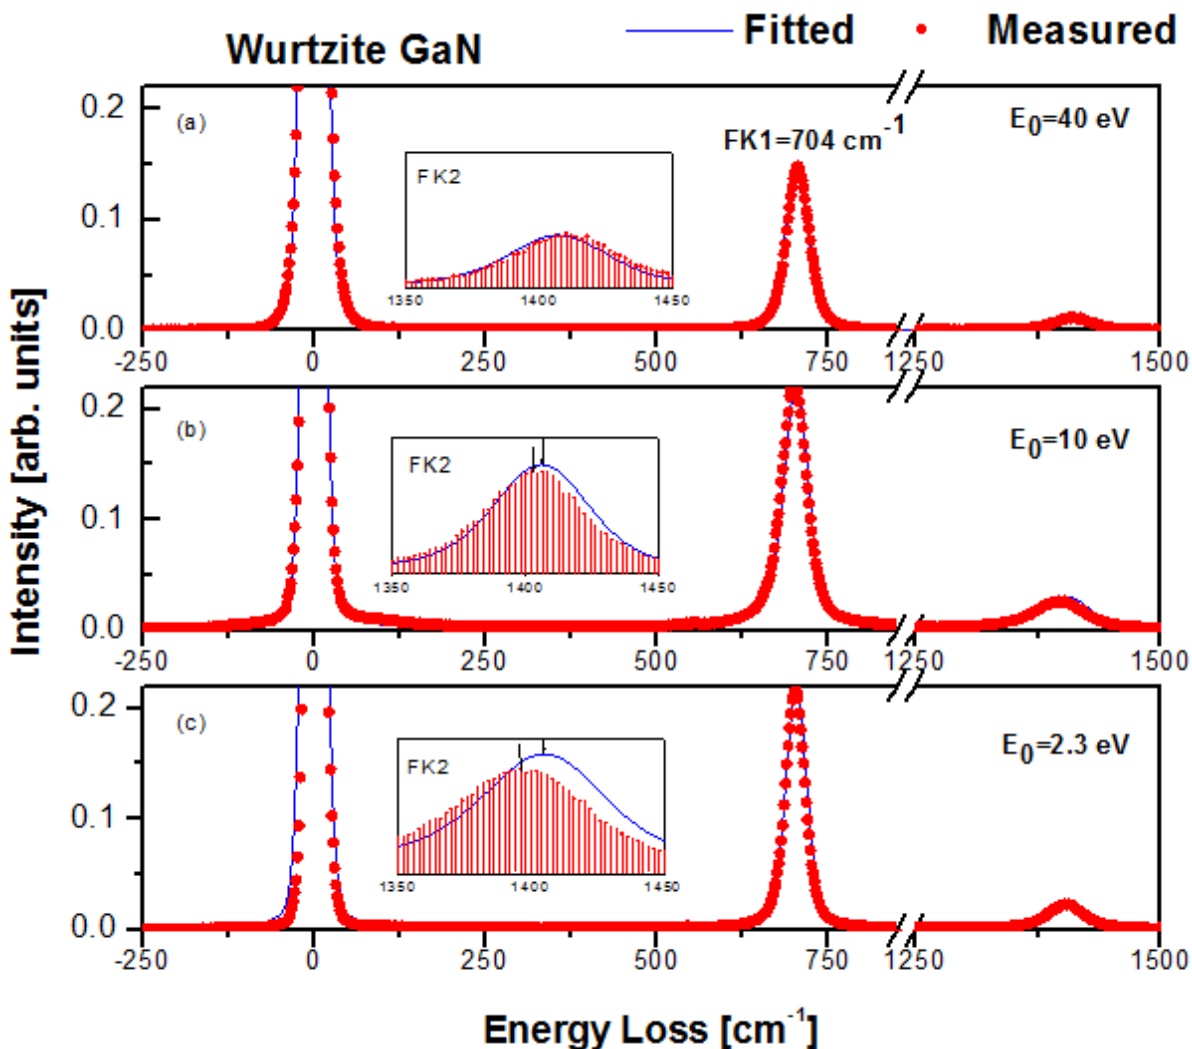 Wurtzite GaN
Fitted
Measured
Intensity [arb. units]
(a)
E0=40 eV
FK1=704 cm-1
FK2
1350 1400 1450
0.2
0.1
0.0
-250 0 250 500 750 1250 1500
(b)
E0=10 eV
FK2
1350 1400 1450
0.2
0.1
0.0
-250 0 250 500 750 1250 1500
(c)
E0=2.3 eV
FK2
1350 1400 1450
0.2
0.1
0.0
-250 0 250 500 750 1250 1500
Energy Loss [cm-1]